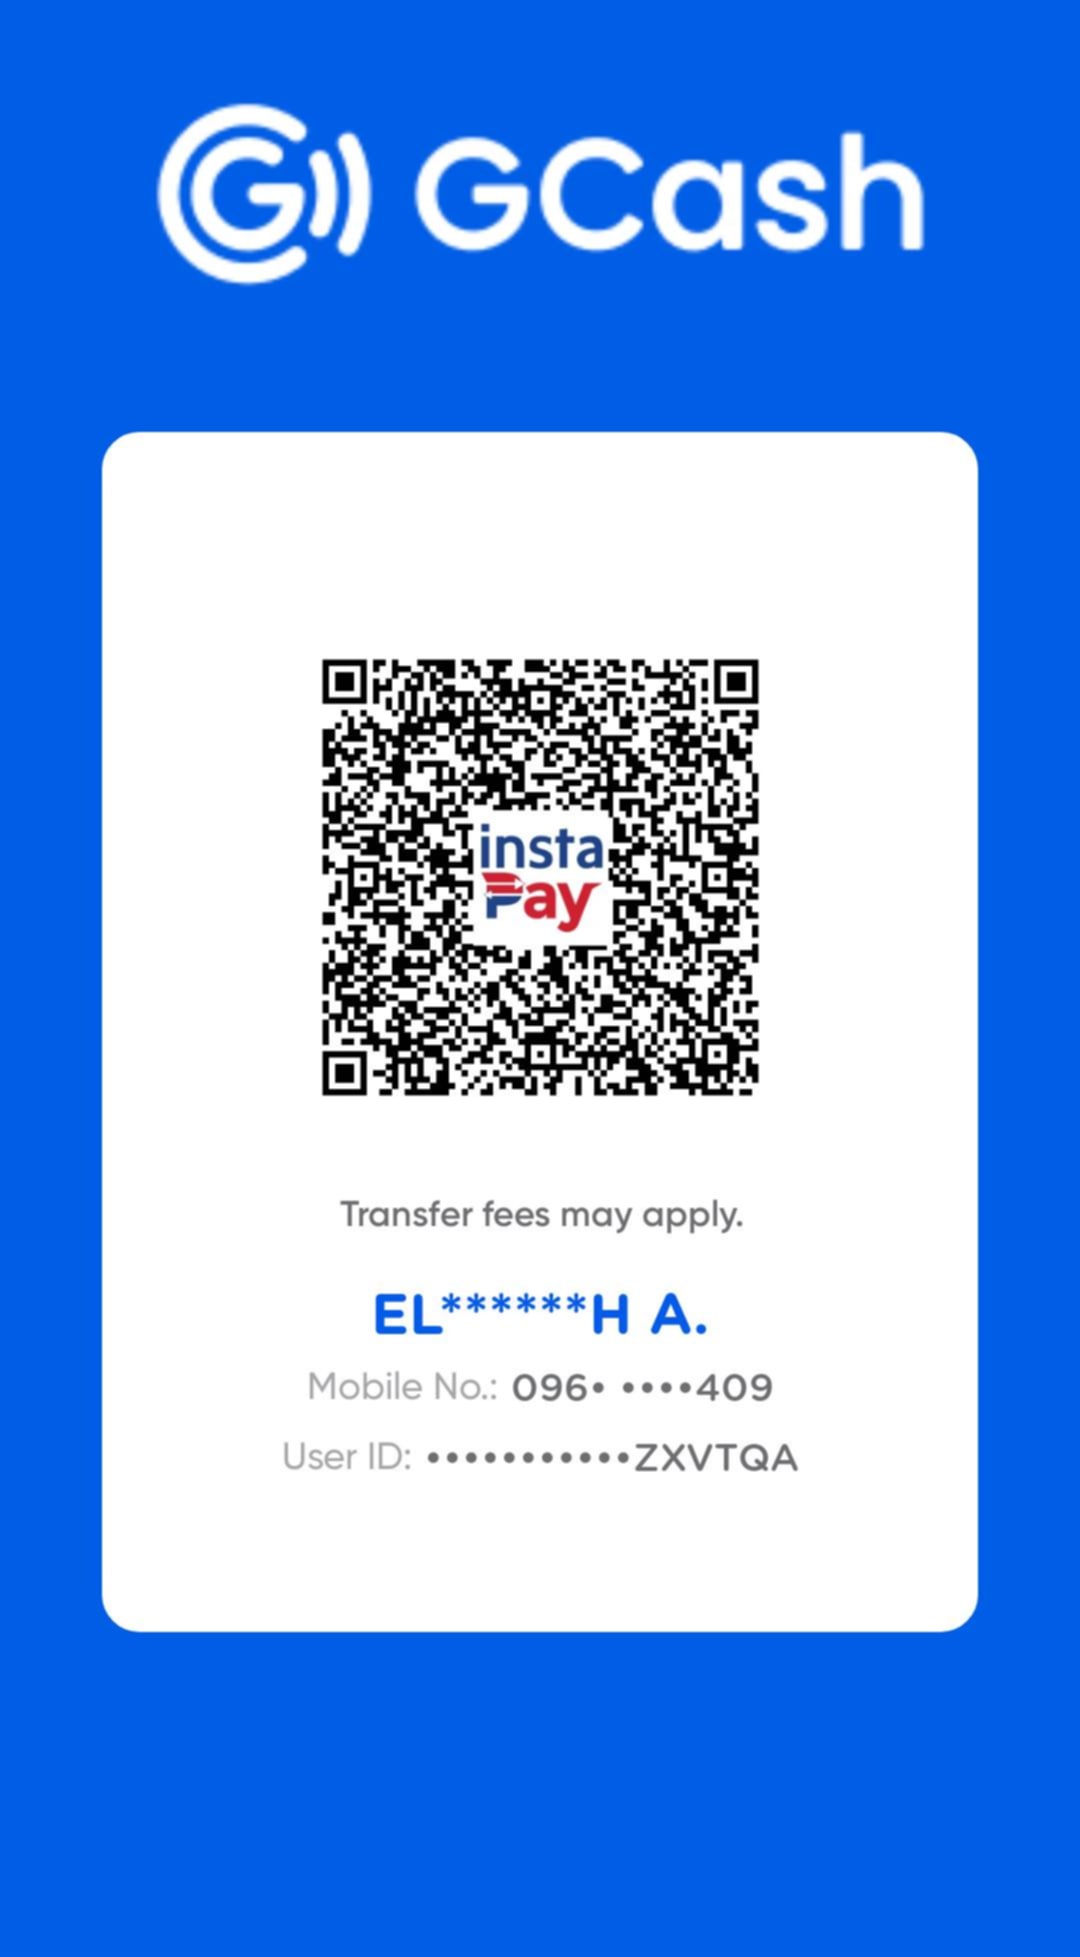 GCash
insta
Pay
Transfer fees may apply.
EL******H A.
Mobile No.: 096• ••••409
User ID: •••••••••••ZXVTQA